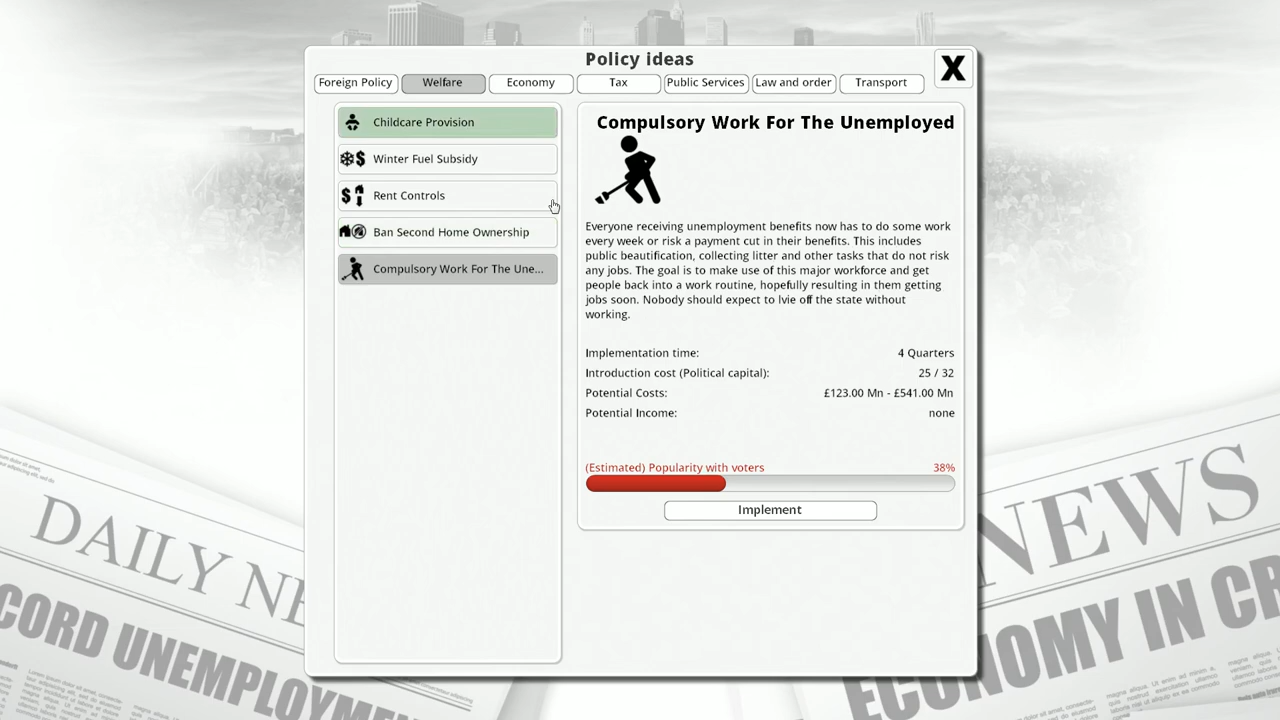 Policy ideas
X
Foreign Policy
Welfare
Economy
Tax
Public Services
Law and order
Transport
Childcare Provision
Winter Fuel Subsidy
Rent Controls
Ban Second Home Ownership
Compulsory Work For The Une...
Compulsory Work For The Unemployed
Everyone receiving unemployment benefits now has to do some work
every week or risk a payment cut in their benefits. This includes
public beautification, collecting litter and other tasks that do not risk
any jobs. The goal is to make use of this major workforce and get
people back into a work routine, hopefully resulting in them getting
jobs soon. Nobody should expect to lvie off the state without
working.
Implementation time: 4 Quarters
Introduction cost (Political capital): 25 / 32
Potential Costs: £123.00 Mn - £541.00 Mn
Potential Income: none
(Estimated) Popularity with voters 38%
Implement
DAILY NE
CORD UNEMPLOYM
NEWS
ECONOMY IN CR